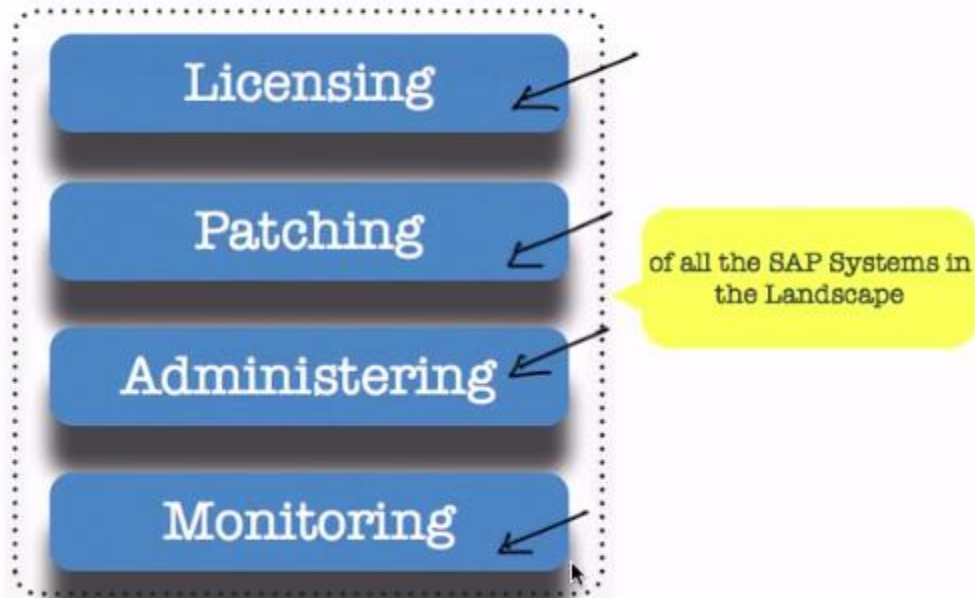 Licensing
Patching
of all the SAP Systems in
the Landscape
Administering
Monitoring